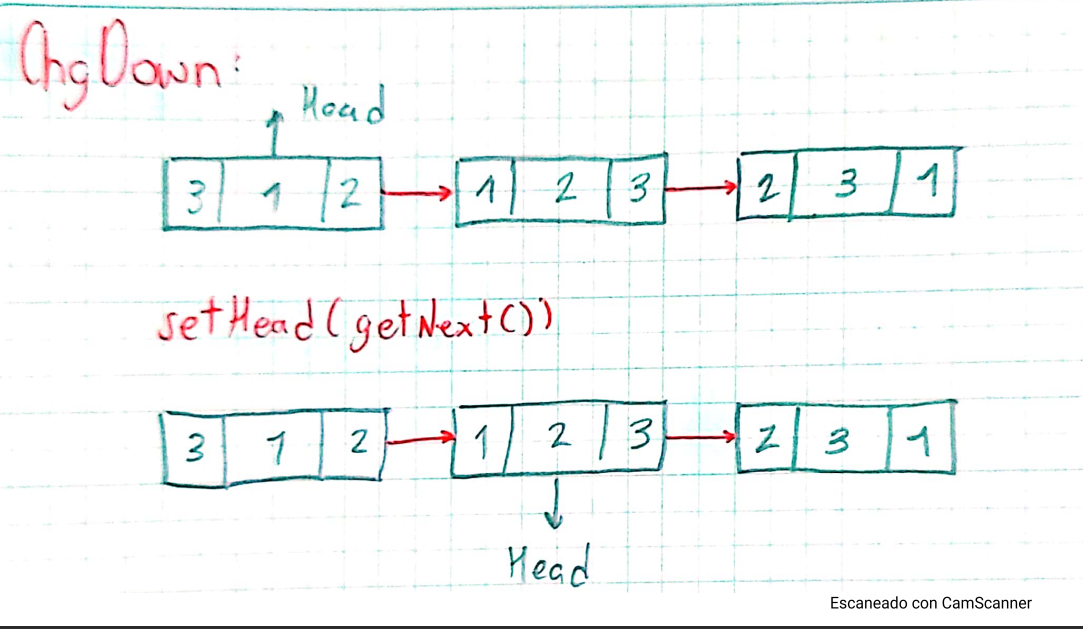 ChgDown:
Head
3 1 2 1 2 3 2 3 1
setHead(getNext())
3 1 2 1 2 3 2 3 1
Head
Escaneado con CamScanner